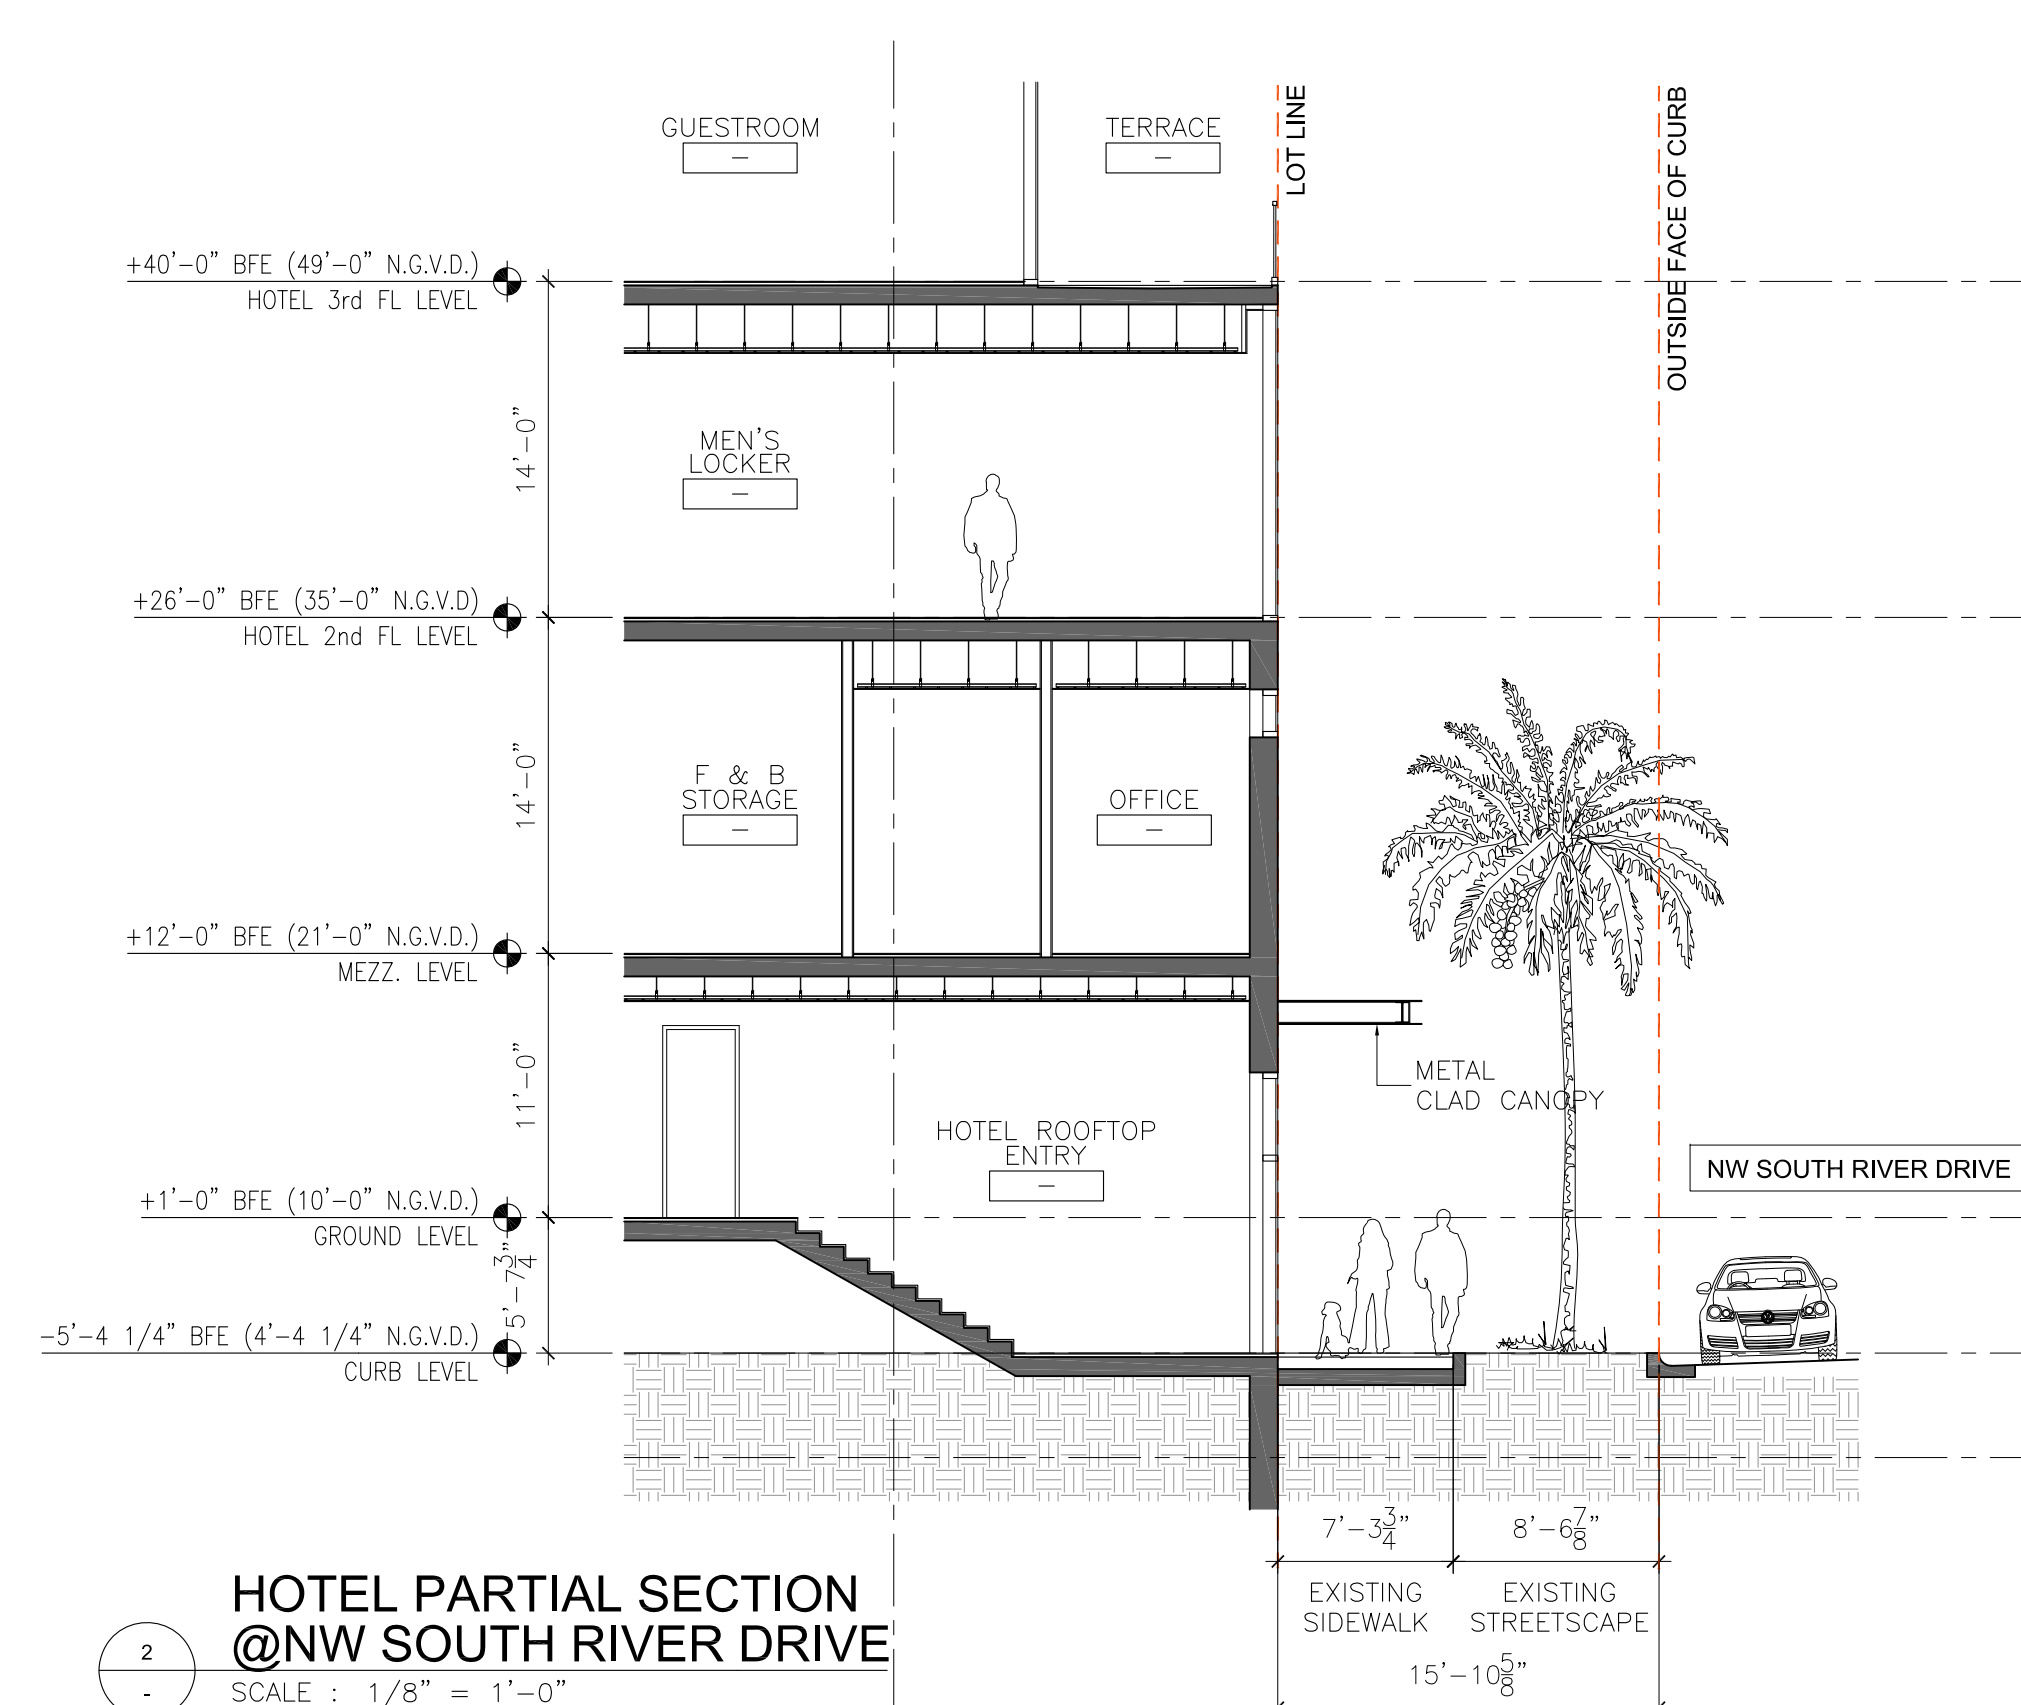 GUESTROOM
—
TERRACE
—
LOT LINE
OUTSIDE FACE OF CURB
+40'-0" BFE (49'-0" N.G.V.D.)
HOTEL 3rd FL LEVEL
14'-0"
MEN'S
LOCKER
—
+26'-0" BFE (35'-0" N.G.V.D)
HOTEL 2nd FL LEVEL
14'-0"
F & B
STORAGE
—
OFFICE
—
+12'-0" BFE (21'-0" N.G.V.D.)
MEZZ. LEVEL
11'-0"
METAL
CLAD CANOPY
HOTEL ROOFTOP
ENTRY
—
NW SOUTH RIVER DRIVE
+1'-0" BFE (10'-0" N.G.V.D.)
GROUND LEVEL
5'-7 3/4"
-5'-4 1/4" BFE (4'-4 1/4" N.G.V.D.)
CURB LEVEL
7'-3 3/4"
8'-6 7/8"
EXISTING
SIDEWALK
EXISTING
STREETSCAPE
15'-10 5/8"
2
-
HOTEL PARTIAL SECTION
@NW SOUTH RIVER DRIVE
SCALE : 1/8" = 1'-0"